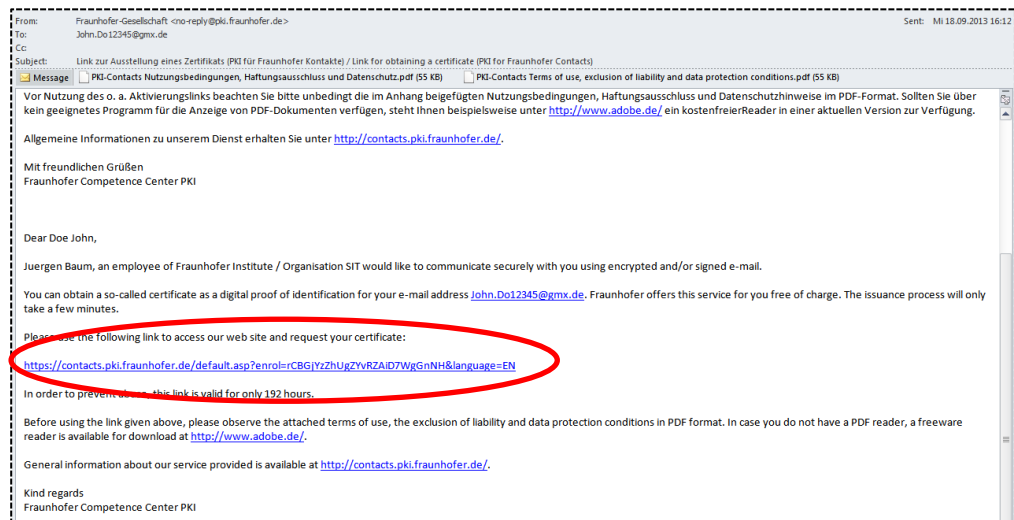 From: Fraunhofer-Gesellschaft <no-reply@pki.fraunhofer.de> Sent: Mi 18.09.2013 16:12
To: John.Do12345@gmx.de
Cc:
Subject: Link zur Ausstellung eines Zertifikats (PKI für Fraunhofer Kontakte) / Link for obtaining a certificate (PKI for Fraunhofer Contacts)
Message PKI-Contacts Nutzungsbedingungen, Haftungsausschluss und Datenschutz.pdf (55 KB) PKI-Contacts Terms of use, exclusion of liability and data protection conditions.pdf (55 KB)
Vor Nutzung des o. a. Aktivierungslinks beachten Sie bitte unbedingt die im Anhang beigefügten Nutzungsbedingungen, Haftungsausschluss und Datenschutzhinweise im PDF-Format. Sollten Sie über
kein geeignetes Programm für die Anzeige von PDF-Dokumenten verfügen, steht Ihnen beispielsweise unter http://www.adobe.de/ ein kostenfreierReader in einer aktuellen Version zur Verfügung.
Allgemeine Informationen zu unserem Dienst erhalten Sie unter http://contacts.pki.fraunhofer.de/.
Mit freundlichen Grüßen
Fraunhofer Competence Center PKI
Dear Doe John,
Juergen Baum, an employee of Fraunhofer Institute / Organisation SIT would like to communicate securely with you using encrypted and/or signed e-mail.
You can obtain a so-called certificate as a digital proof of identification for your e-mail address John.Do12345@gmx.de. Fraunhofer offers this service for you free of charge. The issuance process will only
take a few minutes.
Please use the following link to access our web site and request your certificate:
https://contacts.pki.fraunhofer.de/default.asp?enrol=rCBGjYzZhUgZYvRZAiD7WgGnNH&language=EN
In order to prevent abuse, this link is valid for only 192 hours.
Before using the link given above, please observe the attached terms of use, the exclusion of liability and data protection conditions in PDF format. In case you do not have a PDF reader, a freeware
reader is available for download at http://www.adobe.de/.
General information about our service provided is available at http://contacts.pki.fraunhofer.de/.
Kind regards
Fraunhofer Competence Center PKI